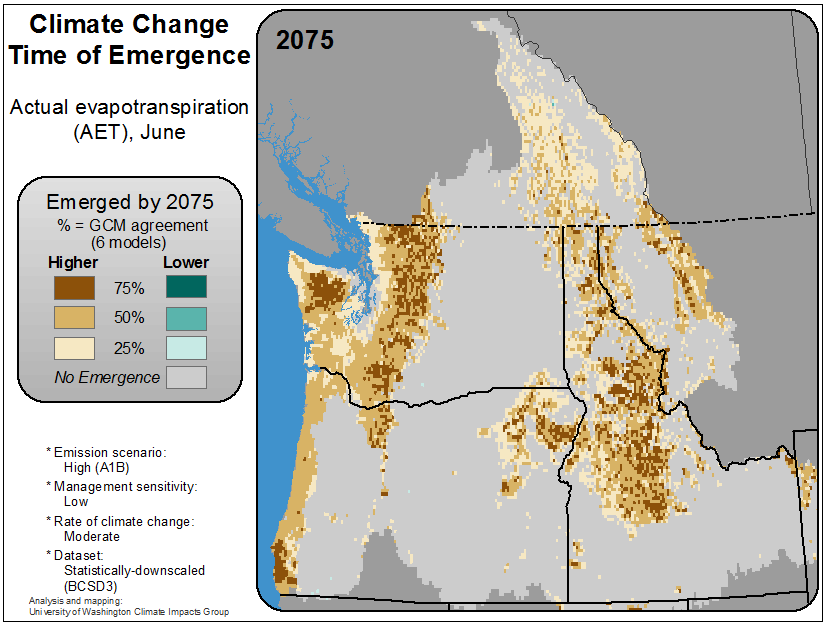 Climate Change
Time of Emergence
Actual evapotranspiration
(AET), June
2075
Emerged by 2075
% = GCM agreement
(6 models)
Higher Lower
75%
50%
25%
No Emergence
* Emission scenario:
High (A1B)
* Management sensitivity:
Low
* Rate of climate change:
Moderate
* Dataset:
Statistically-downscaled
(BCSD3)
Analysis and mapping:
University of Washington Climate Impacts Group